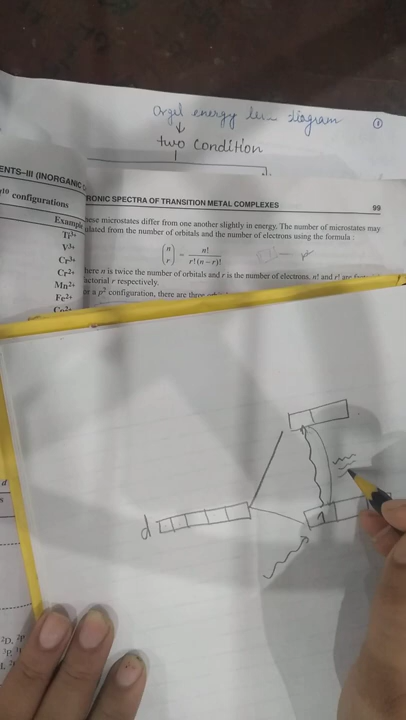 Orgel energy diagram
two condition
ENTS–III (INORGANIC
RONIC SPECTRA OF TRANSITION METAL COMPLEXES 99
configurations
hese microstates differ from one another slightly in energy. The number of microstates may
ulated from the number of orbitals and the number of electrons using the formula :
(n r) = n! / r! (n – r)!
here n is twice the number of orbitals and r is the number of electrons. n! and r! are
actorial r respectively.
a p² configuration, there are three
Example
Ti³⁺
V³⁺
Cr³⁺
Cr²⁺
Mn²⁺
Fe²⁺
d